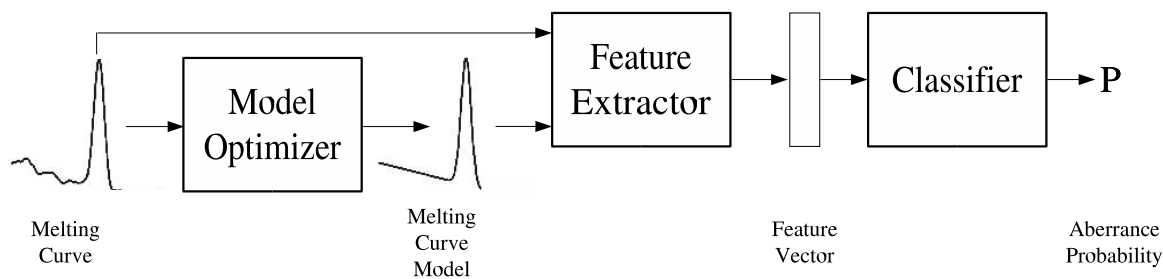 Model
Optimizer
Feature
Extractor
Classifier
P
Melting
Curve
Melting
Curve
Model
Feature
Vector
Aberrance
Probability